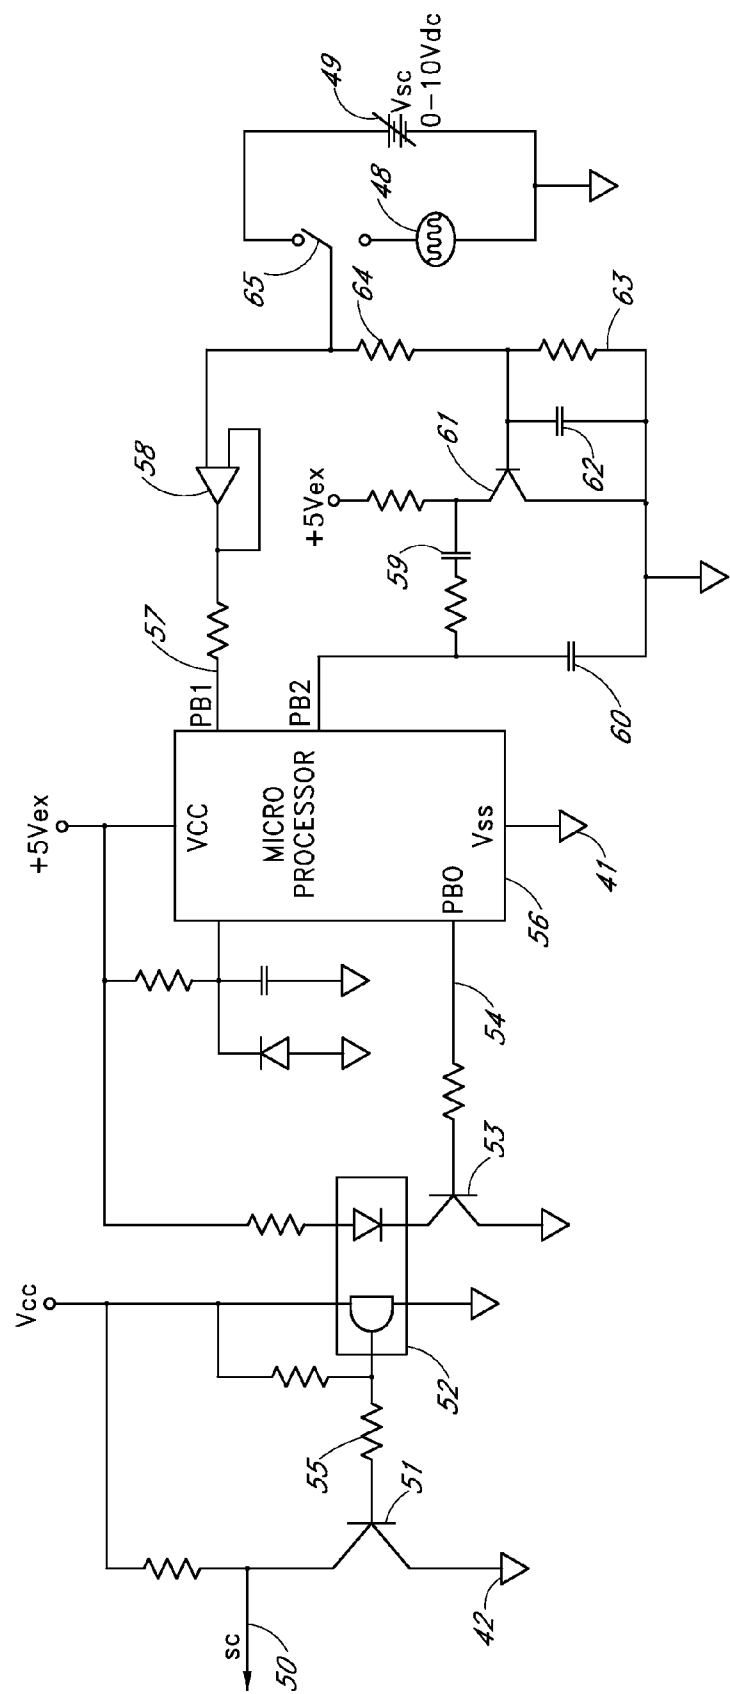 Vcc
+5Vex
49
Vsc
0-10Vdc
48
65
64
63
58
+5Vex
61
62
59
57
PB1
PB2
60
VCC
MICRO
PROCESSOR
Vss
PB0
56
41
54
53
52
55
51
sc
50
42